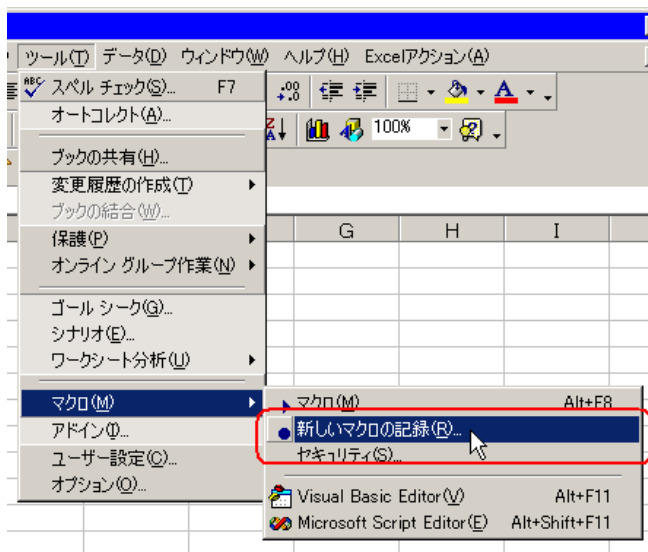 ツール(T) データ(D) ウィンドウ(W) ヘルプ(H) Excelアクション(A)
ABC スペル チェック(S)... F7
オートコレクト(A)...
100%
ブックの共有(H)...
変更履歴の作成(T)
ブックの結合(W)...
保護(P)
G H I
オンライン グループ作業(N)
ゴール シーク(G)...
シナリオ(E)...
ワークシート分析(U)
マクロ(M)
マクロ(M) Alt+F8
アドイン(I)...
新しいマクロの記録(R)...
ユーザー設定(C)...
セキュリティ(S)...
オプション(O)...
Visual Basic Editor(V) Alt+F11
Microsoft Script Editor(E) Alt+Shift+F11